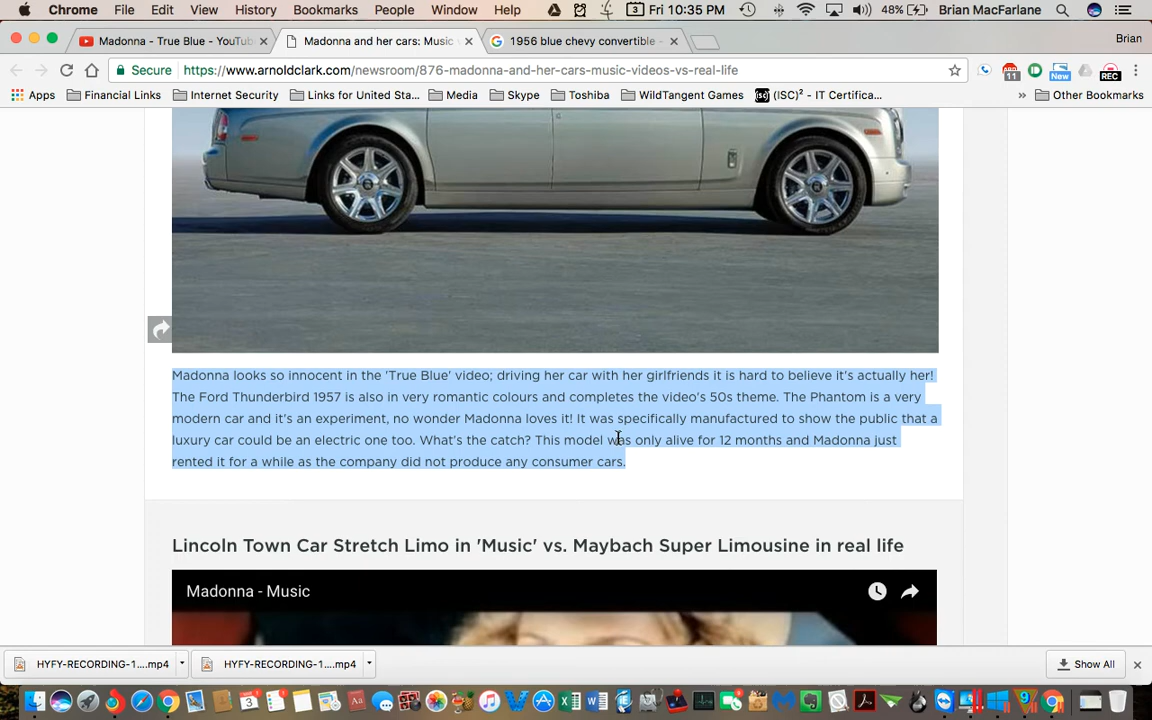 Chrome File Edit View History Bookmarks People Window Help 3 Fri 10:35 PM 48% Brian MacFarlane
Madonna - True Blue - YouTub Madonna and her cars: Music 1956 blue chevy convertible - Brian
Secure https://www.arnoldclark.com/newsroom/876-madonna-and-her-cars-music-videos-vs-real-life 11 New REC
Apps Financial Links Internet Security Links for United Sta... Media Skype Toshiba WildTangent Games (ISC)² - IT Certifica... » Other Bookmarks
Madonna looks so innocent in the 'True Blue' video; driving her car with her girlfriends it is hard to believe it's actually her!
The Ford Thunderbird 1957 is also in very romantic colours and completes the video's 50s theme. The Phantom is a very
modern car and it's an experiment, no wonder Madonna loves it! It was specifically manufactured to show the public that a
luxury car could be an electric one too. What's the catch? This model was only alive for 12 months and Madonna just
rented it for a while as the company did not produce any consumer cars.
Lincoln Town Car Stretch Limo in 'Music' vs. Maybach Super Limousine in real life
Madonna - Music
HYFY-RECORDING-1....mp4 HYFY-RECORDING-1....mp4 Show All